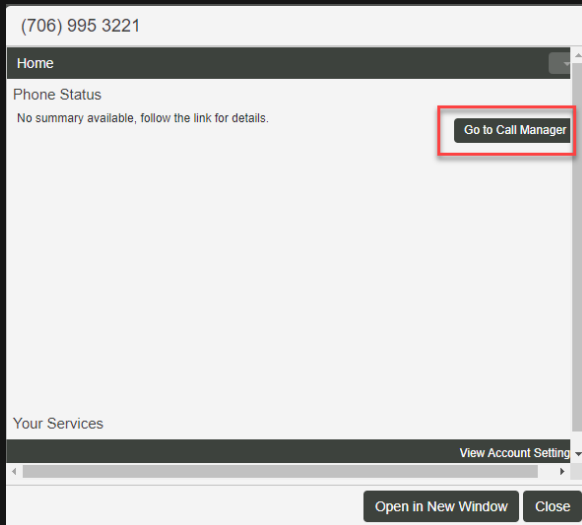 (706) 995 3221
Home
Phone Status
No summary available, follow the link for details.
Go to Call Manager
Your Services
View Account Setting
Open in New Window
Close